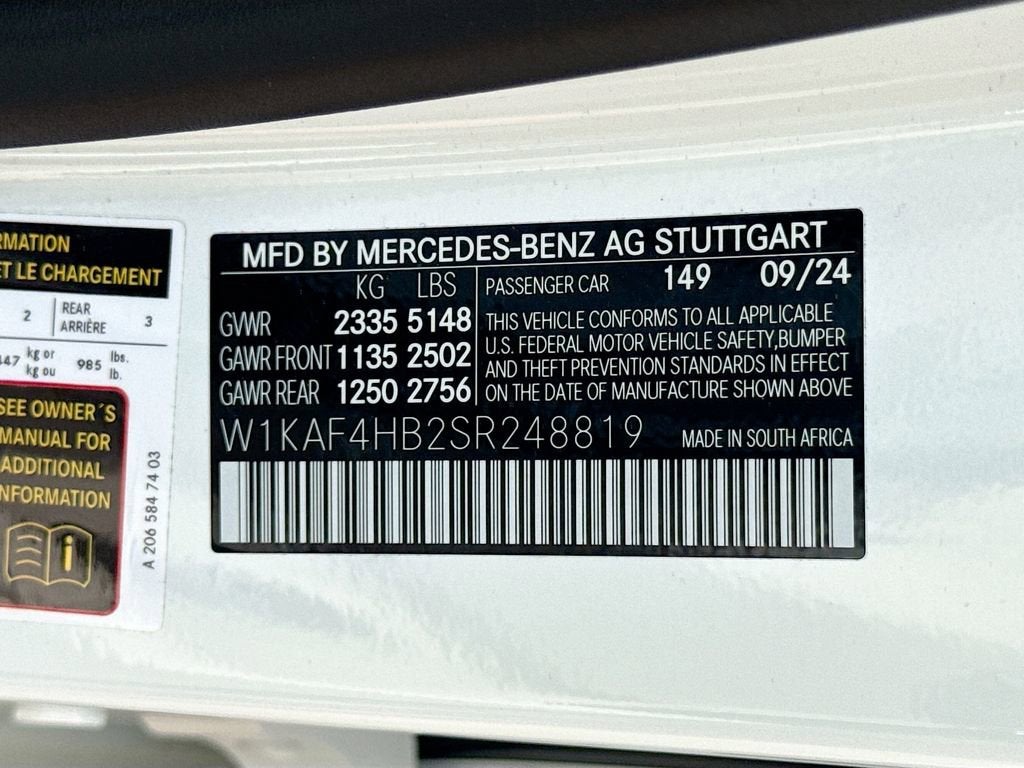 RMATION
ET LE CHARGEMENT
2 REAR ARRIÈRE 3
447 kg or kg ou 985 lbs. lb.
SEE OWNER´S
MANUAL FOR
ADDITIONAL
INFORMATION
A 206 584 74 03
MFD BY MERCEDES-BENZ AG STUTTGART
KG LBS
GVWR 2335 5148
GAWR FRONT 1135 2502
GAWR REAR 1250 2756
PASSENGER CAR 149 09/24
THIS VEHICLE CONFORMS TO ALL APPLICABLE
U.S. FEDERAL MOTOR VEHICLE SAFETY,BUMPER
AND THEFT PREVENTION STANDARDS IN EFFECT
ON THE DATE OF MANUFACTURE SHOWN ABOVE
W1KAF4HB2SR248819 MADE IN SOUTH AFRICA